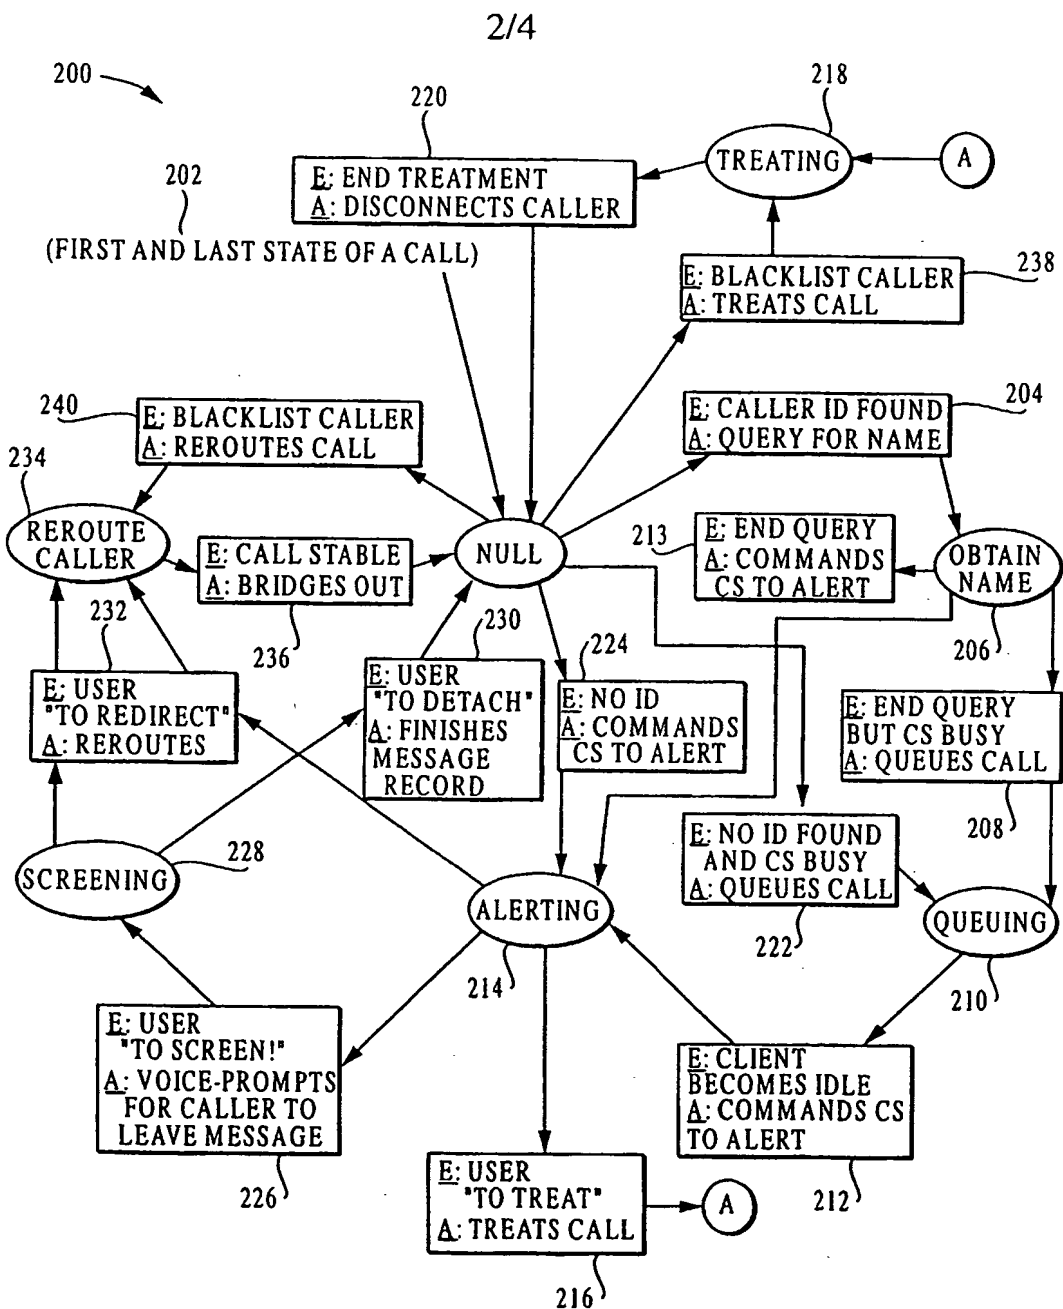 2/4
200
220
218
TREATING
A
E: END TREATMENT
A: DISCONNECTS CALLER
202
(FIRST AND LAST STATE OF A CALL)
E: BLACKLIST CALLER
A: TREATS CALL
238
240
E: BLACKLIST CALLER
A: REROUTES CALL
E: CALLER ID FOUND
A: QUERY FOR NAME
204
234
REROUTE
CALLER
E: CALL STABLE
A: BRIDGES OUT
236
NULL
213
E: END QUERY
A: COMMANDS
CS TO ALERT
OBTAIN
NAME
206
232
E: USER
"TO REDIRECT"
A: REROUTES
230
E: USER
"TO DETACH"
A: FINISHES
MESSAGE
RECORD
224
E: NO ID
A: COMMANDS
CS TO ALERT
E: END QUERY
BUT CS BUSY
A: QUEUES CALL
208
E: NO ID FOUND
AND CS BUSY
A: QUEUES CALL
222
SCREENING
228
ALERTING
214
QUEUING
210
E: USER
"TO SCREEN!"
A: VOICE-PROMPTS
FOR CALLER TO
LEAVE MESSAGE
226
E: CLIENT
BECOMES IDLE
A: COMMANDS CS
TO ALERT
212
E: USER
"TO TREAT"
A: TREATS CALL
216
A